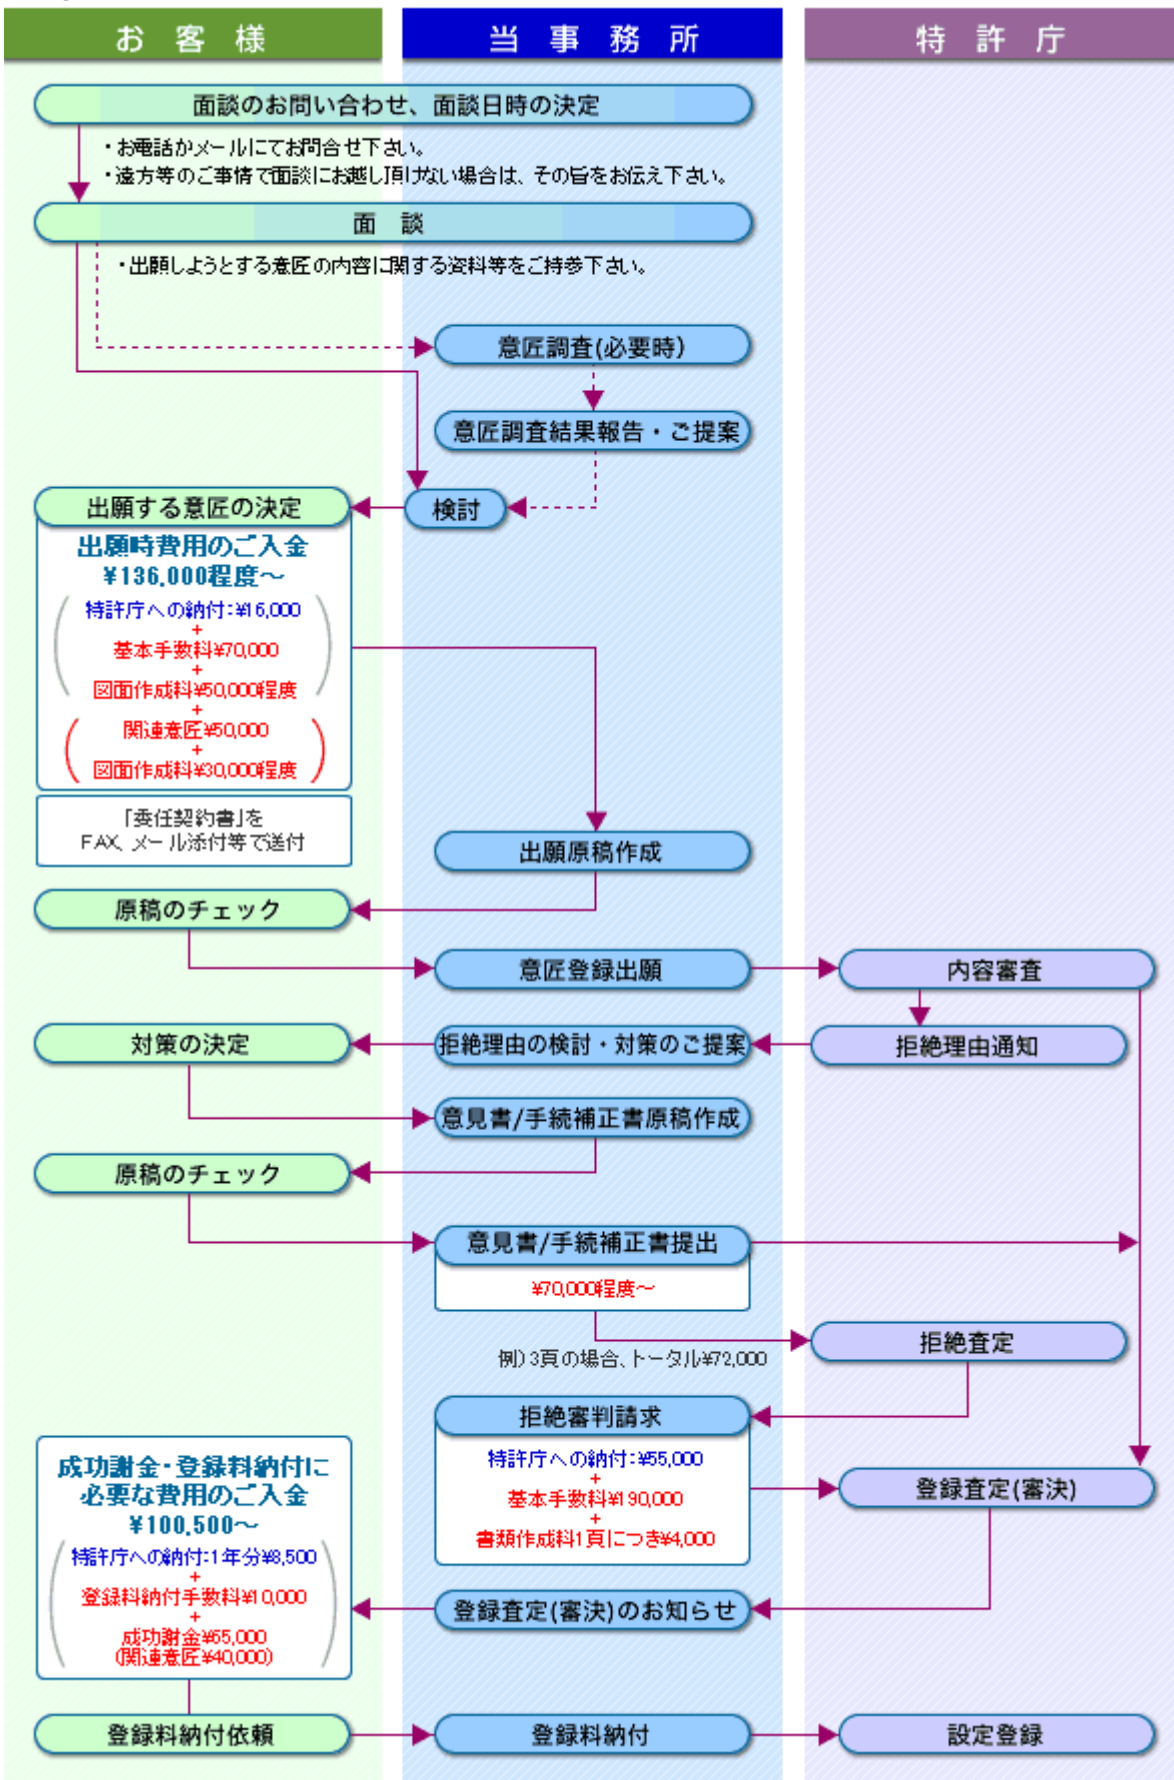 お客様
当事務所
特許庁
面談のお問い合わせ、面談日時の決定
・お電話かメールにてお問合せ下さい。
・遠方等のご事情で面談にお越し頂けない場合は、その旨をお伝え下さい。
面談
・出願しようとする意匠の内容に関する資料等をご持参下さい。
意匠調査(必要時)
意匠調査結果報告・ご提案
出願する意匠の決定
検討
出願時費用のご入金
¥136,000程度〜
特許庁への納付：¥16,000
+
基本手数料¥70,000
+
図面作成料¥50,000程度
+
関連意匠¥50,000
+
図面作成料¥30,000程度
「委任契約書」を
FAX、メール添付等で送付
出願原稿作成
原稿のチェック
意匠登録出願
内容審査
対策の決定
拒絶理由の検討・対策のご提案
拒絶理由通知
意見書/手続補正書原稿作成
原稿のチェック
意見書/手続補正書提出
¥70,000程度〜
拒絶査定
例）3頁の場合、トータル¥72,000
拒絶審判請求
特許庁への納付：¥55,000
+
基本手数料¥190,000
+
書類作成料1頁につき¥4,000
登録査定(審決)
成功謝金・登録料納付に
必要な費用のご入金
¥100,500〜
特許庁への納付：1年分¥8,500
+
登録料納付手数料¥10,000
+
成功謝金¥65,000
(関連意匠¥40,000)
登録査定(審決)のお知らせ
登録料納付依頼
登録料納付
設定登録